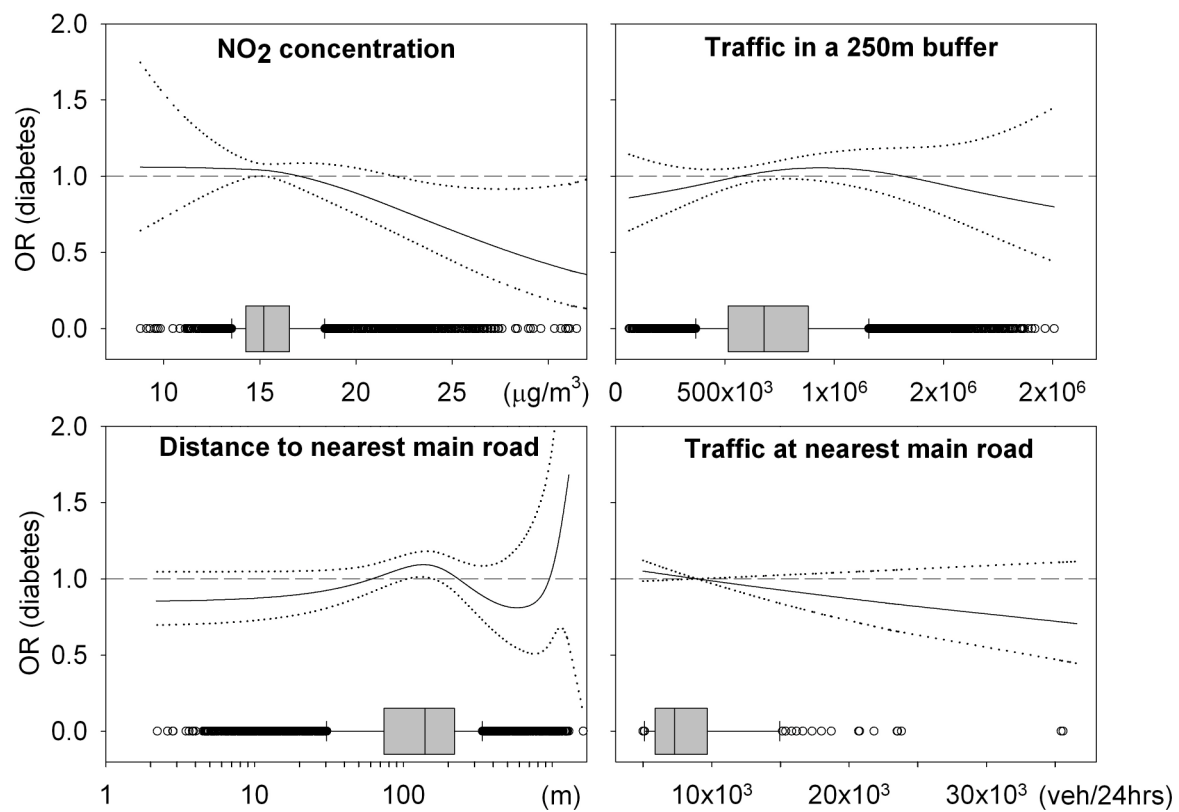 NO₂ concentration
Traffic in a 250m buffer
OR (diabetes)
2.0
1.5
1.0
0.5
0.0
10 15 20 25 (μg/m³)
0 500x10³ 1x10⁶ 2x10⁶ 2x10⁶
Distance to nearest main road
Traffic at nearest main road
OR (diabetes)
2.0
1.5
1.0
0.5
0.0
1 10 100 (m)
10x10³ 20x10³ 30x10³ (veh/24hrs)